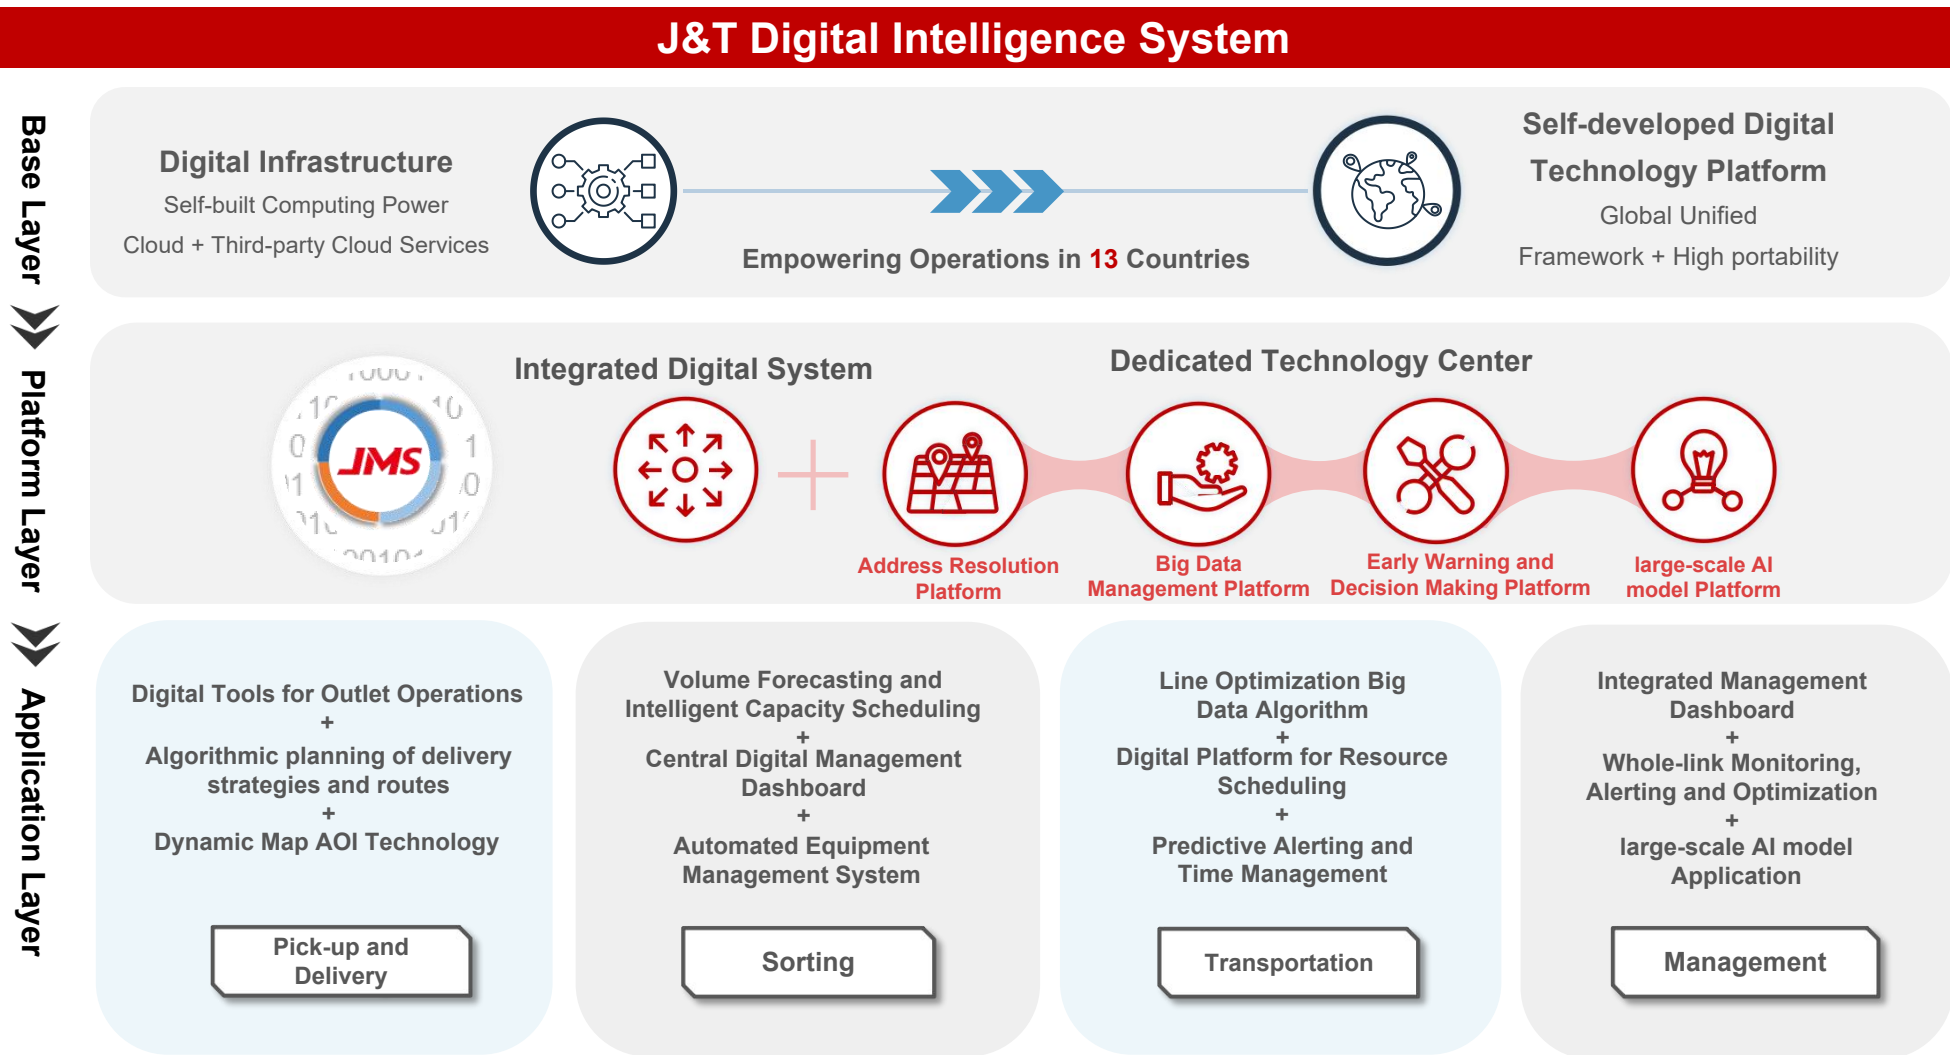 J&T Digital Intelligence System
Base Layer
Digital Infrastructure
Self-built Computing Power
Cloud + Third-party Cloud Services
Empowering Operations in 13 Countries
Self-developed Digital
Technology Platform
Global Unified
Framework + High portability
Platform Layer
JMS
Integrated Digital System
Dedicated Technology Center
Address Resolution
Platform
Big Data
Management Platform
Early Warning and
Decision Making Platform
large-scale AI
model Platform
Application Layer
Digital Tools for Outlet Operations
+
Algorithmic planning of delivery
strategies and routes
+
Dynamic Map AOI Technology
Pick-up and
Delivery
Volume Forecasting and
Intelligent Capacity Scheduling
+
Central Digital Management
Dashboard
+
Automated Equipment
Management System
Sorting
Line Optimization Big
Data Algorithm
+
Digital Platform for Resource
Scheduling
+
Predictive Alerting and
Time Management
Transportation
Integrated Management
Dashboard
+
Whole-link Monitoring,
Alerting and Optimization
+
large-scale AI model
Application
Management